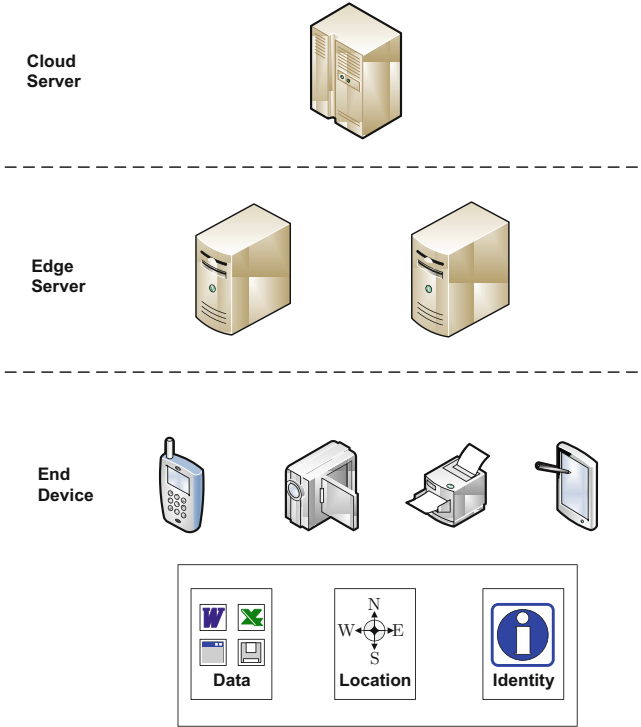 Cloud
Server
Edge
Server
End
Device
W X
N
W E
S
Data Location Identity